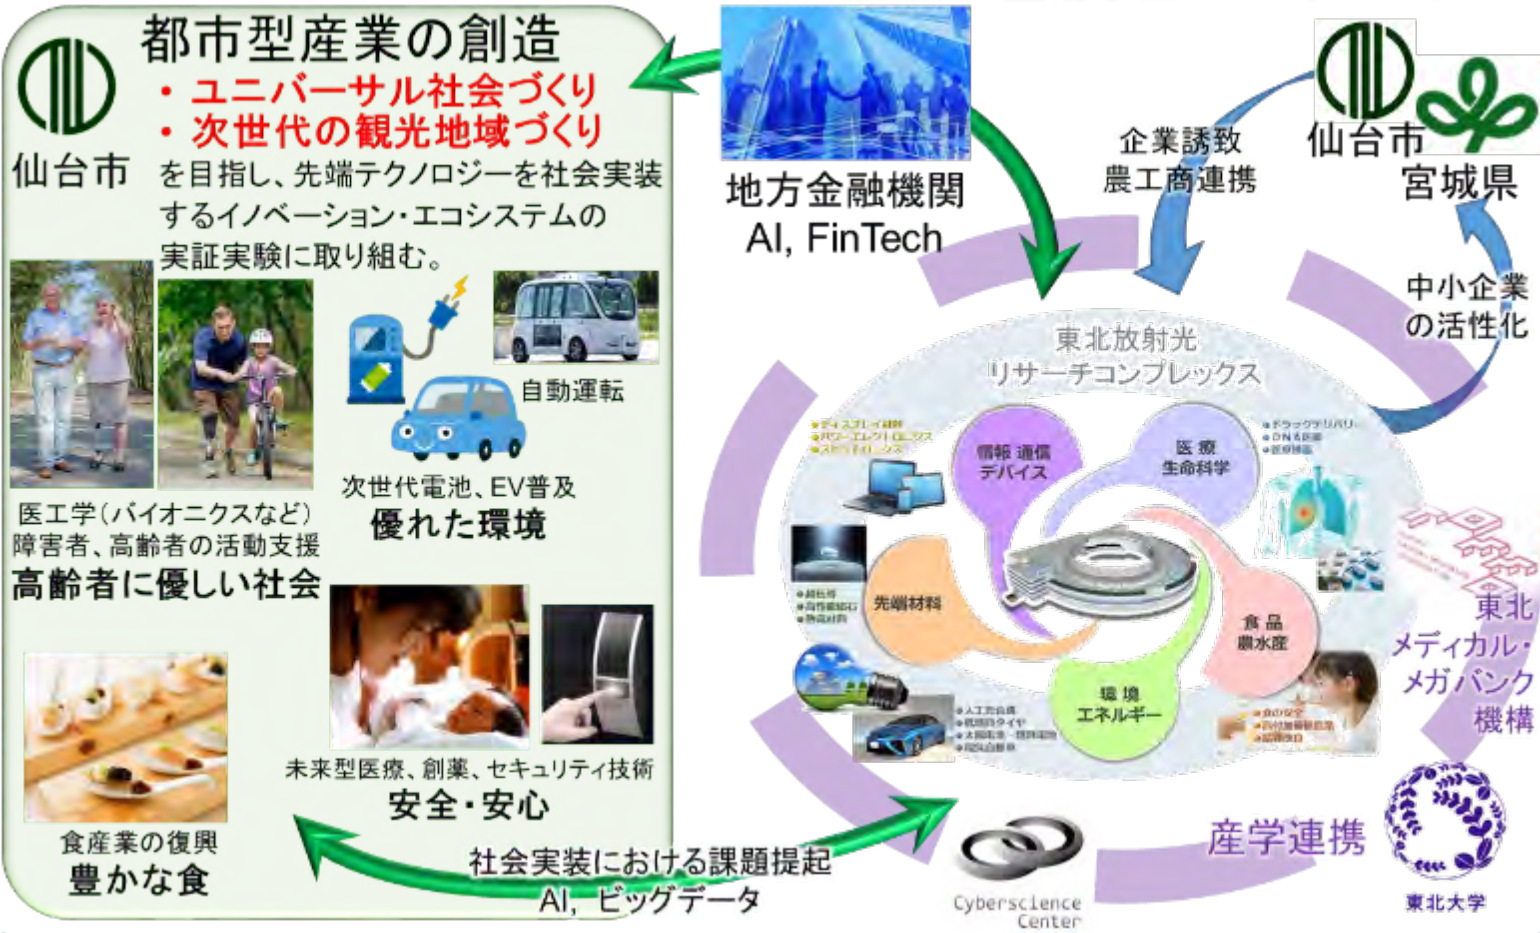 都市型産業の創造
・ユニバーサル社会づくり
・次世代の観光地域づくり
仙台市
を目指し、先端テクノロジーを社会実装
するイノベーション・エコシステムの
実証実験に取り組む。
自動運転
次世代電池、EV普及
優れた環境
医工学(バイオニクスなど)
障害者、高齢者の活動支援
高齢者に優しい社会
未来型医療、創薬、セキュリティ技術
安全・安心
食産業の復興
豊かな食
社会実装における課題提起
AI, ビッグデータ
地方金融機関
AI, FinTech
企業誘致
農工商連携
仙台市
宮城県
中小企業
の活性化
東北放射光
リサーチコンプレックス
情報 通信
デバイス
医 療
生命科学
先端材料
食 品
農水産
環 境
エネルギー
東北
メディカル・
メガバンク
機構
産学連携
東北大学
Cyberscience
Center